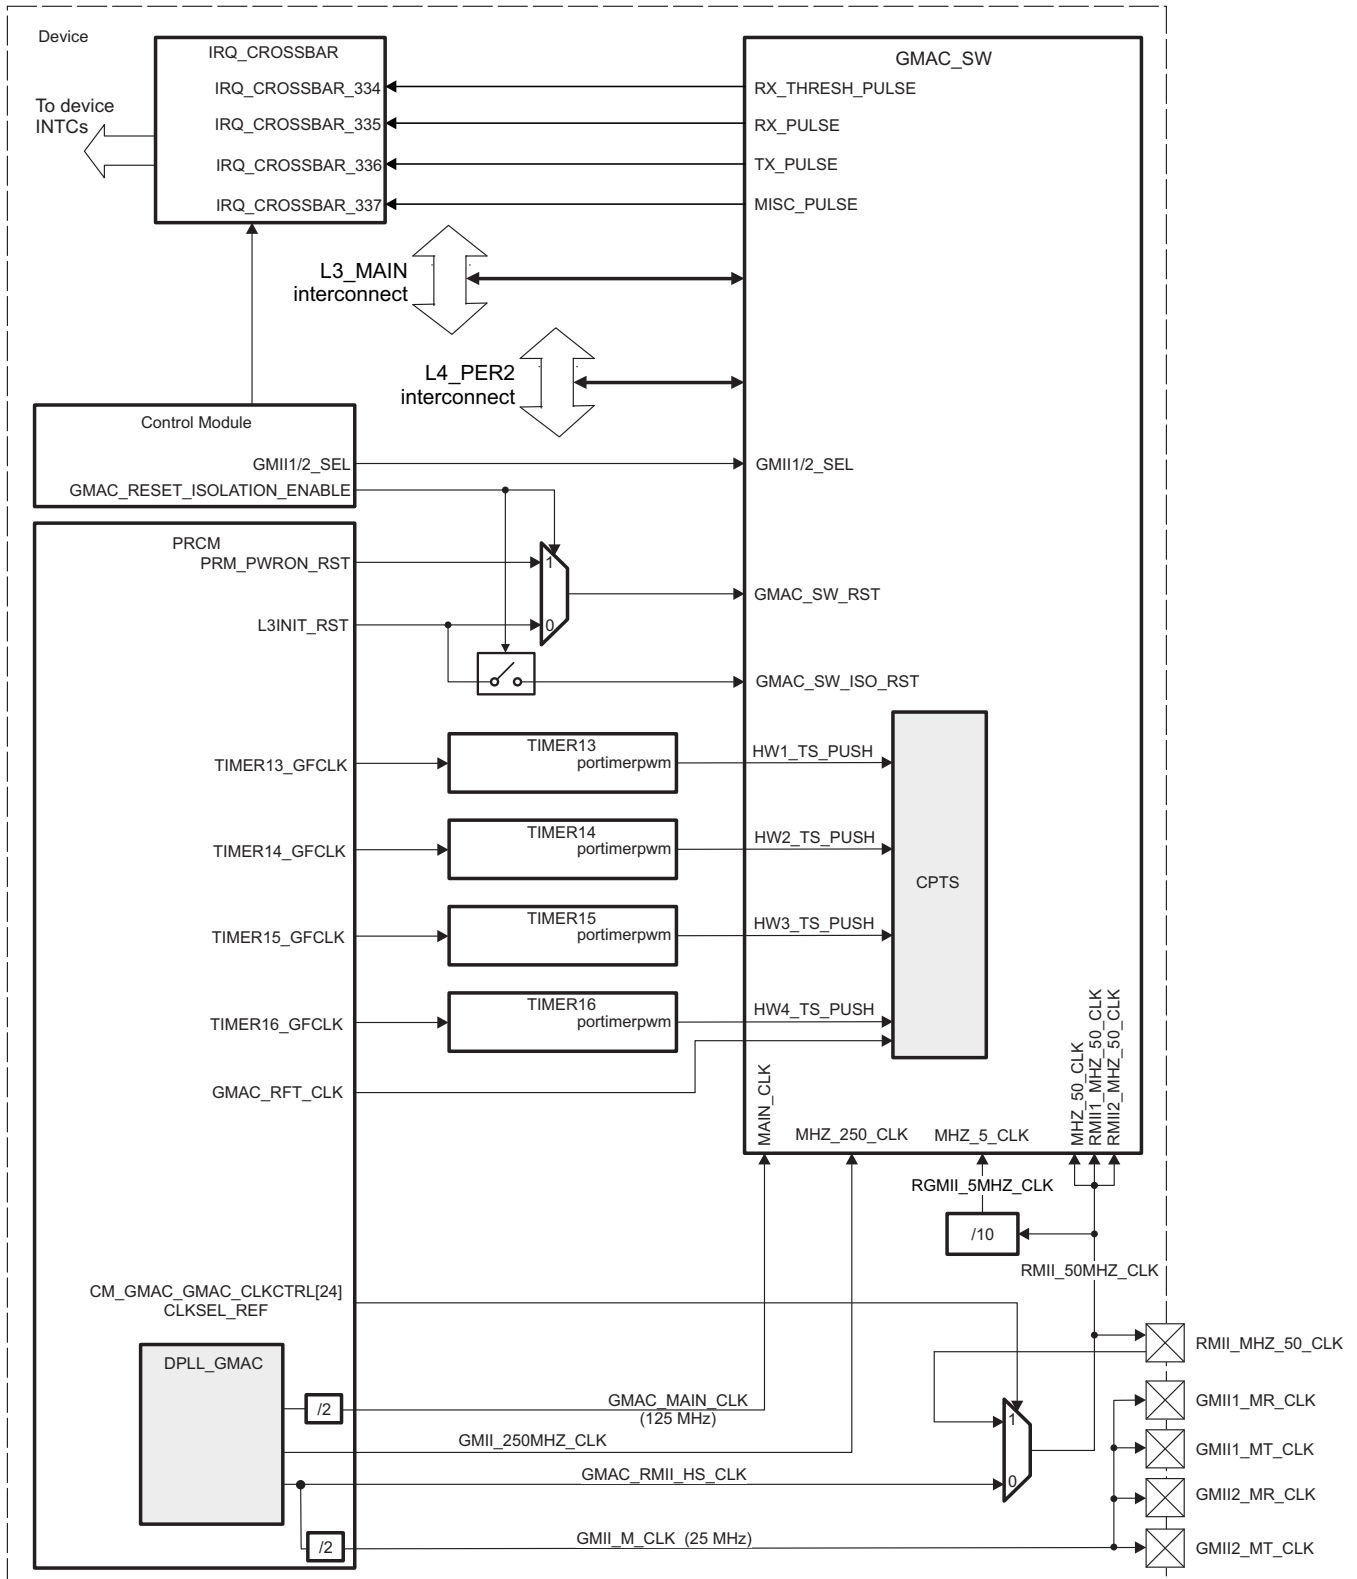 Device
IRQ_CROSSBAR
GMAC_SW
IRQ_CROSSBAR_334
RX_THRESH_PULSE
To device
INTCs
IRQ_CROSSBAR_335
RX_PULSE
IRQ_CROSSBAR_336
TX_PULSE
IRQ_CROSSBAR_337
MISC_PULSE
L3_MAIN
interconnect
L4_PER2
interconnect
Control Module
GMII1/2_SEL
GMII1/2_SEL
GMAC_RESET_ISOLATION_ENABLE
PRCM
PRM_PWRON_RST
1
GMAC_SW_RST
L3INIT_RST
0
GMAC_SW_ISO_RST
TIMER13
portimerpwm
HW1_TS_PUSH
TIMER13_GFCLK
TIMER14
portimerpwm
HW2_TS_PUSH
TIMER14_GFCLK
CPTS
TIMER15
portimerpwm
HW3_TS_PUSH
TIMER15_GFCLK
TIMER16
portimerpwm
HW4_TS_PUSH
TIMER16_GFCLK
GMAC_RFT_CLK
MAIN_CLK
MHZ_250_CLK
MHZ_5_CLK
MHZ_50_CLK
RMII1_MHZ_50_CLK
RMII2_MHZ_50_CLK
RGMII_5MHZ_CLK
/10
RMII_50MHZ_CLK
CM_GMAC_GMAC_CLKCTRL[24]
CLKSEL_REF
RMII_MHZ_50_CLK
DPLL_GMAC
/2
GMAC_MAIN_CLK
(125 MHz)
1
GMII1_MR_CLK
GMII_250MHZ_CLK
GMII1_MT_CLK
GMAC_RMII_HS_CLK
0
GMII2_MR_CLK
/2
GMII_M_CLK (25 MHz)
GMII2_MT_CLK